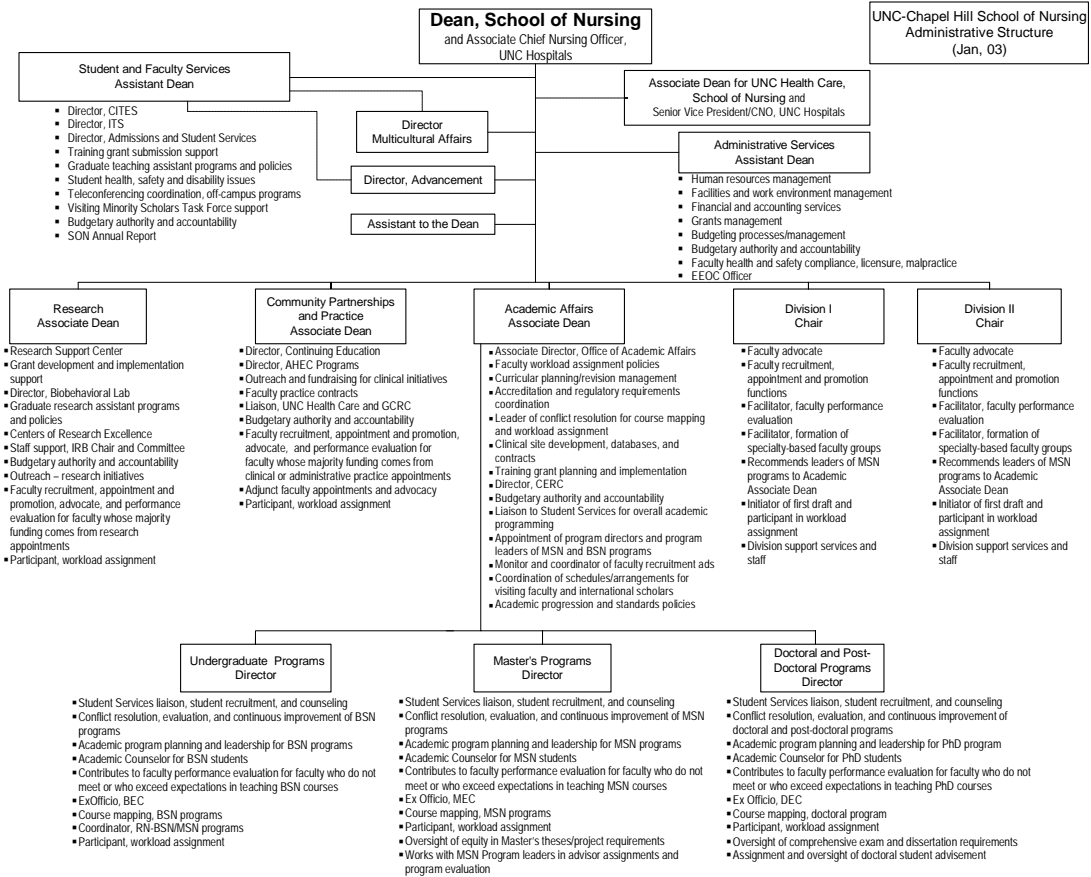 Dean, School of Nursing
and Associate Chief Nursing Officer,
UNC Hospitals
UNC-Chapel Hill School of Nursing
Administrative Structure
(Jan, 03)
Student and Faculty Services
Assistant Dean
▪ Director, CITES
▪ Director, ITS
▪ Director, Admissions and Student Services
▪ Training grant submission support
▪ Graduate teaching assistant programs and policies
▪ Student health, safety and disability issues
▪ Teleconferencing coordination, off-campus programs
▪ Visiting Minority Scholars Task Force support
▪ Budgetary authority and accountability
▪ SON Annual Report
Director
Multicultural Affairs
Director, Advancement
Assistant to the Dean
Associate Dean for UNC Health Care,
School of Nursing and
Senior Vice President/CNO, UNC Hospitals
Administrative Services
Assistant Dean
▪ Human resources management
▪ Facilities and work environment management
▪ Financial and accounting services
▪ Grants management
▪ Budgeting processes/management
▪ Budgetary authority and accountability
▪ Faculty health and safety compliance, licensure, malpractice
▪ EEOC Officer
Research
Associate Dean
▪ Research Support Center
▪ Grant development and implementation
support
▪ Director, Biobehavioral Lab
▪ Graduate research assistant programs
and policies
▪ Centers of Research Excellence
▪ Staff support, IRB Chair and Committee
▪ Budgetary authority and accountability
▪ Outreach – research initiatives
▪ Faculty recruitment, appointment and
promotion, advocate, and performance
evaluation for faculty whose majority
funding comes from research
appointments
▪ Participant, workload assignment
Community Partnerships
and Practice
Associate Dean
▪ Director, Continuing Education
▪ Director, AHEC Programs
▪ Outreach and fundraising for clinical initiatives
▪ Faculty practice contracts
▪ Liaison, UNC Health Care and GCRC
▪ Budgetary authority and accountability
▪ Faculty recruitment, appointment and promotion,
advocate, and performance evaluation for
faculty whose majority funding comes from
clinical or administrative practice appointments
▪ Adjunct faculty appointments and advocacy
▪ Participant, workload assignment
Academic Affairs
Associate Dean
▪ Associate Director, Office of Academic Affairs
▪ Faculty workload assignment policies
▪ Curricular planning/revision management
▪ Accreditation and regulatory requirements
coordination
▪ Leader of conflict resolution for course mapping
and workload assignment
▪ Clinical site development, databases, and
contracts
▪ Training grant planning and implementation
▪ Director, CERC
▪ Budgetary authority and accountability
▪ Liaison to Student Services for overall academic
programming
▪ Appointment of program directors and program
leaders of MSN and BSN programs
▪ Monitor and coordinator of faculty recruitment ads
▪ Coordination of schedules/arrangements for
visiting faculty and international scholars
▪ Academic progression and standards policies
Division I
Chair
▪ Faculty advocate
▪ Faculty recruitment,
appointment and promotion
functions
▪ Facilitator, faculty performance
evaluation
▪ Facilitator, formation of
specialty-based faculty groups
▪ Recommends leaders of MSN
programs to Academic
Associate Dean
▪ Initiator of first draft and
participant in workload
assignment
▪ Division support services and
staff
Division II
Chair
▪ Faculty advocate
▪ Faculty recruitment,
appointment and promotion
functions
▪ Facilitator, faculty performance
evaluation
▪ Facilitator, formation of
specialty-based faculty groups
▪ Recommends leaders of MSN
programs to Academic
Associate Dean
▪ Initiator of first draft and
participant in workload
assignment
▪ Division support services and
staff
Undergraduate Programs
Director
▪ Student Services liaison, student recruitment, and counseling
▪ Conflict resolution, evaluation, and continuous improvement of BSN
programs
▪ Academic program planning and leadership for BSN programs
▪ Academic Counselor for BSN students
▪ Contributes to faculty performance evaluation for faculty who do not
meet or who exceed expectations in teaching BSN courses
▪ ExOfficio, BEC
▪ Course mapping, BSN programs
▪ Coordinator, RN-BSN/MSN programs
▪ Participant, workload assignment
Master's Programs
Director
▪ Student Services liaison, student recruitment, and counseling
▪ Conflict resolution, evaluation, and continuous improvement of MSN
programs
▪ Academic program planning and leadership for MSN programs
▪ Academic Counselor for MSN students
▪ Contributes to faculty performance evaluation for faculty who do not
meet or who exceed expectations in teaching MSN courses
▪ Ex Officio, MEC
▪ Course mapping, MSN programs
▪ Participant, workload assignment
▪ Oversight of equity in Master's theses/project requirements
▪ Works with MSN Program leaders in advisor assignments and
program evaluation
Doctoral and Post-
Doctoral Programs
Director
▪ Student Services liaison, student recruitment, and counseling
▪ Conflict resolution, evaluation, and continuous improvement of
doctoral and post-doctoral programs
▪ Academic program planning and leadership for PhD program
▪ Academic Counselor for PhD students
▪ Contributes to faculty performance evaluation for faculty who do not
meet or who exceed expectations in teaching PhD courses
▪ Ex Officio, DEC
▪ Course mapping, doctoral program
▪ Participant, workload assignment
▪ Oversight of comprehensive exam and dissertation requirements
▪ Assignment and oversight of doctoral student advisement